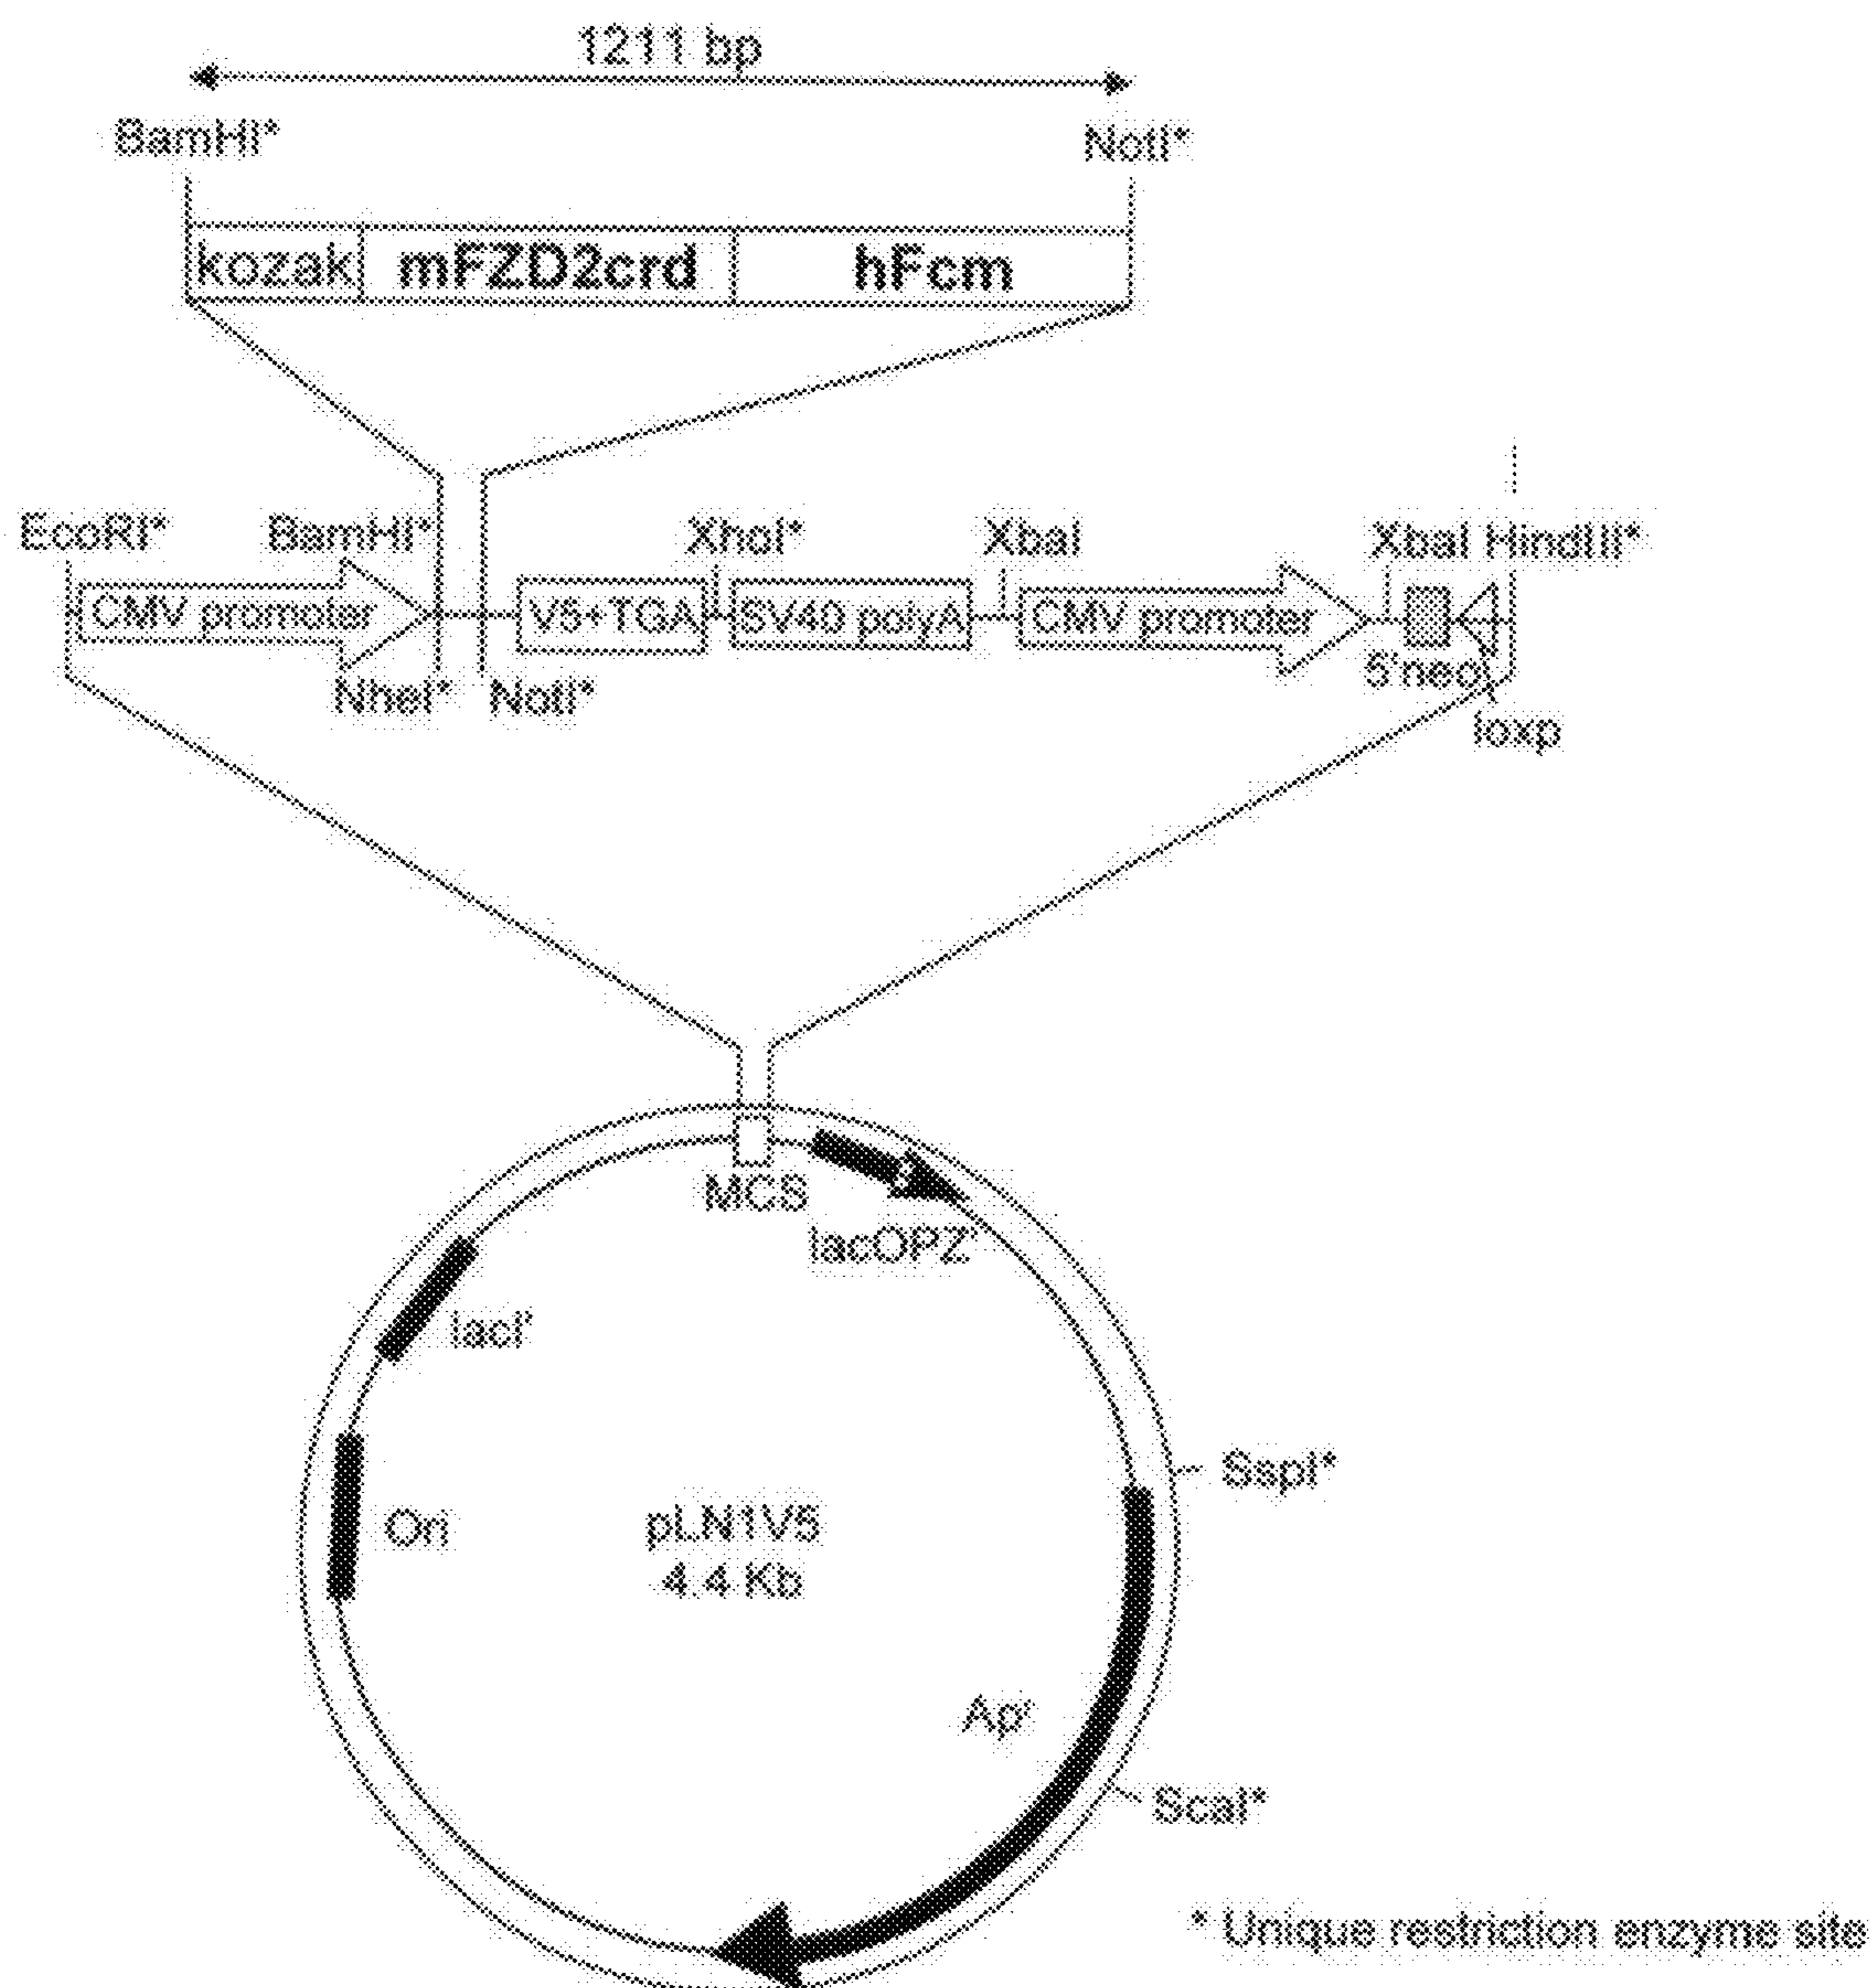 1211 bp
BamHI* NotI*
kozak mFZD2crd hFcm
EcoRI* BamHI* XhoI* XbaI XbaI HindIII*
CMV promoter V5+TGA SV40 polyA CMV promoter
NheI* NotI* 5'neo
loxp
MCS
lacOPZ'
lacI'
SspI*
Ori
pLN1V5
4.4 Kb
Apʳ
ScaI*
* Unique restriction enzyme site